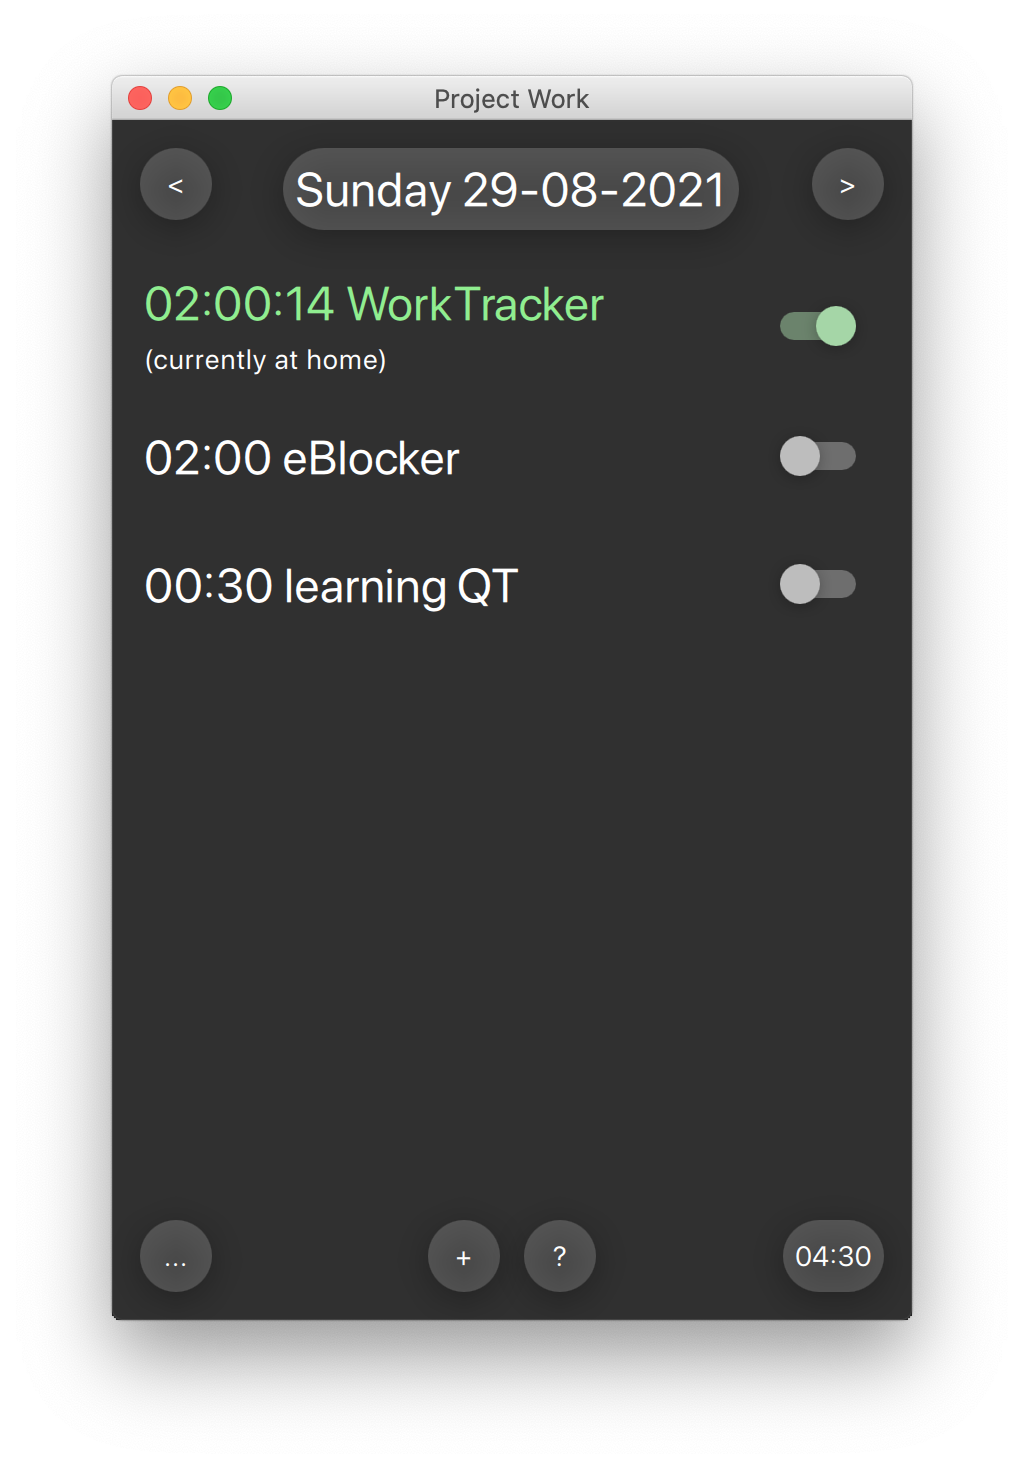 Project Work
<
Sunday 29-08-2021
>
02:00:14 WorkTracker
(currently at home)
02:00 eBlocker
00:30 learning QT
...
+
?
04:30